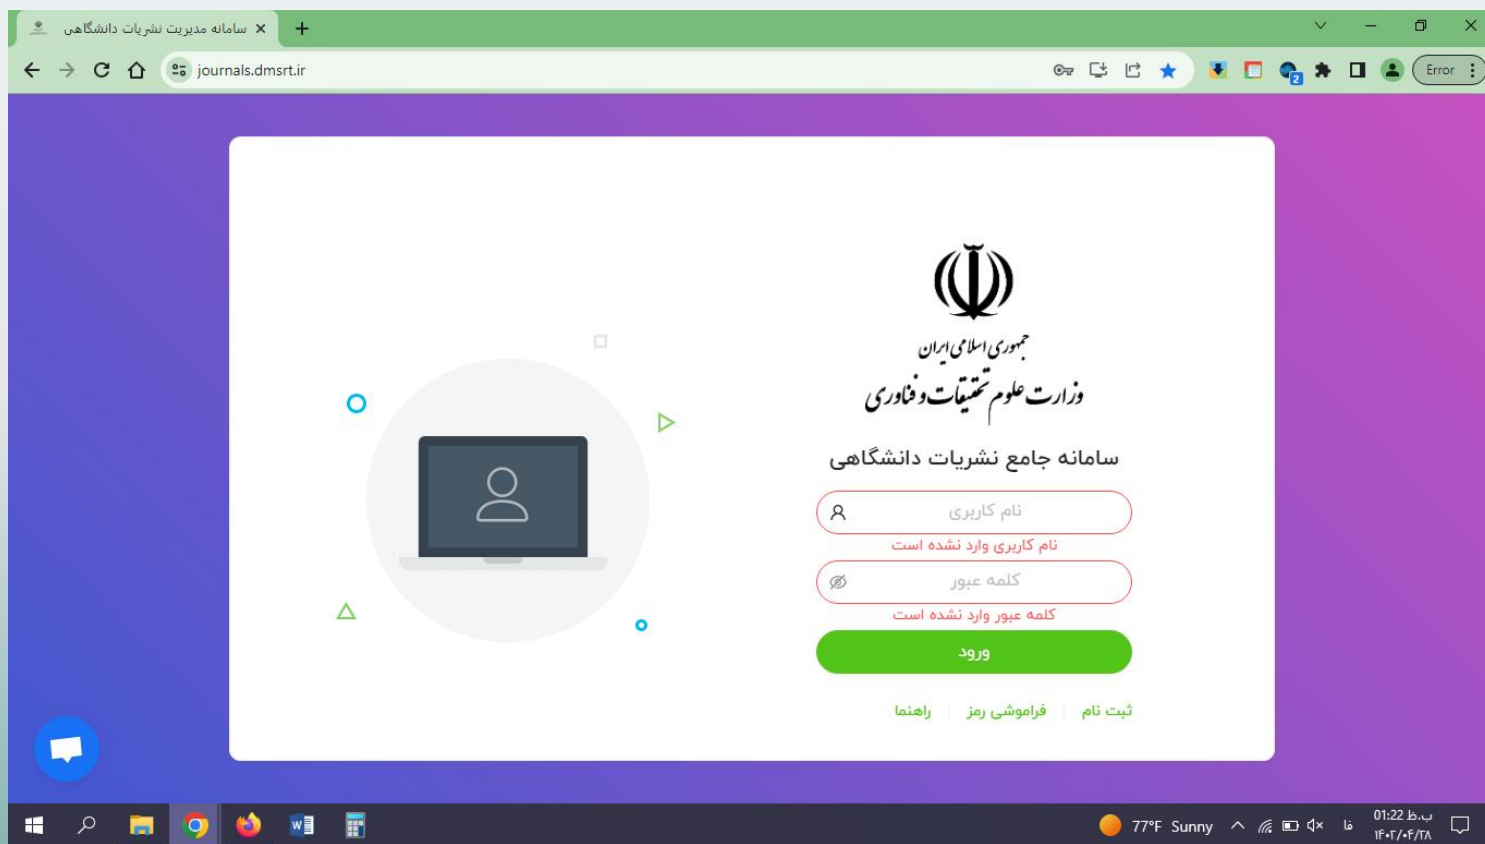 سامانه مدیریت نشریات دانشگاهی
journals.dmsrt.ir
2
Error
جمهوری اسلامی ایران
وزارت علوم تحقیقات و فناوری
سامانه جامع نشریات دانشگاهی
نام کاربری
نام کاربری وارد نشده است
کلمه عبور
کلمه عبور وارد نشده است
ورود
ثبت نام
فراموشی رمز
راهنما
77°F Sunny
فا
01:22 ب.ظ
۱۴۰۲/۰۴/۲۸